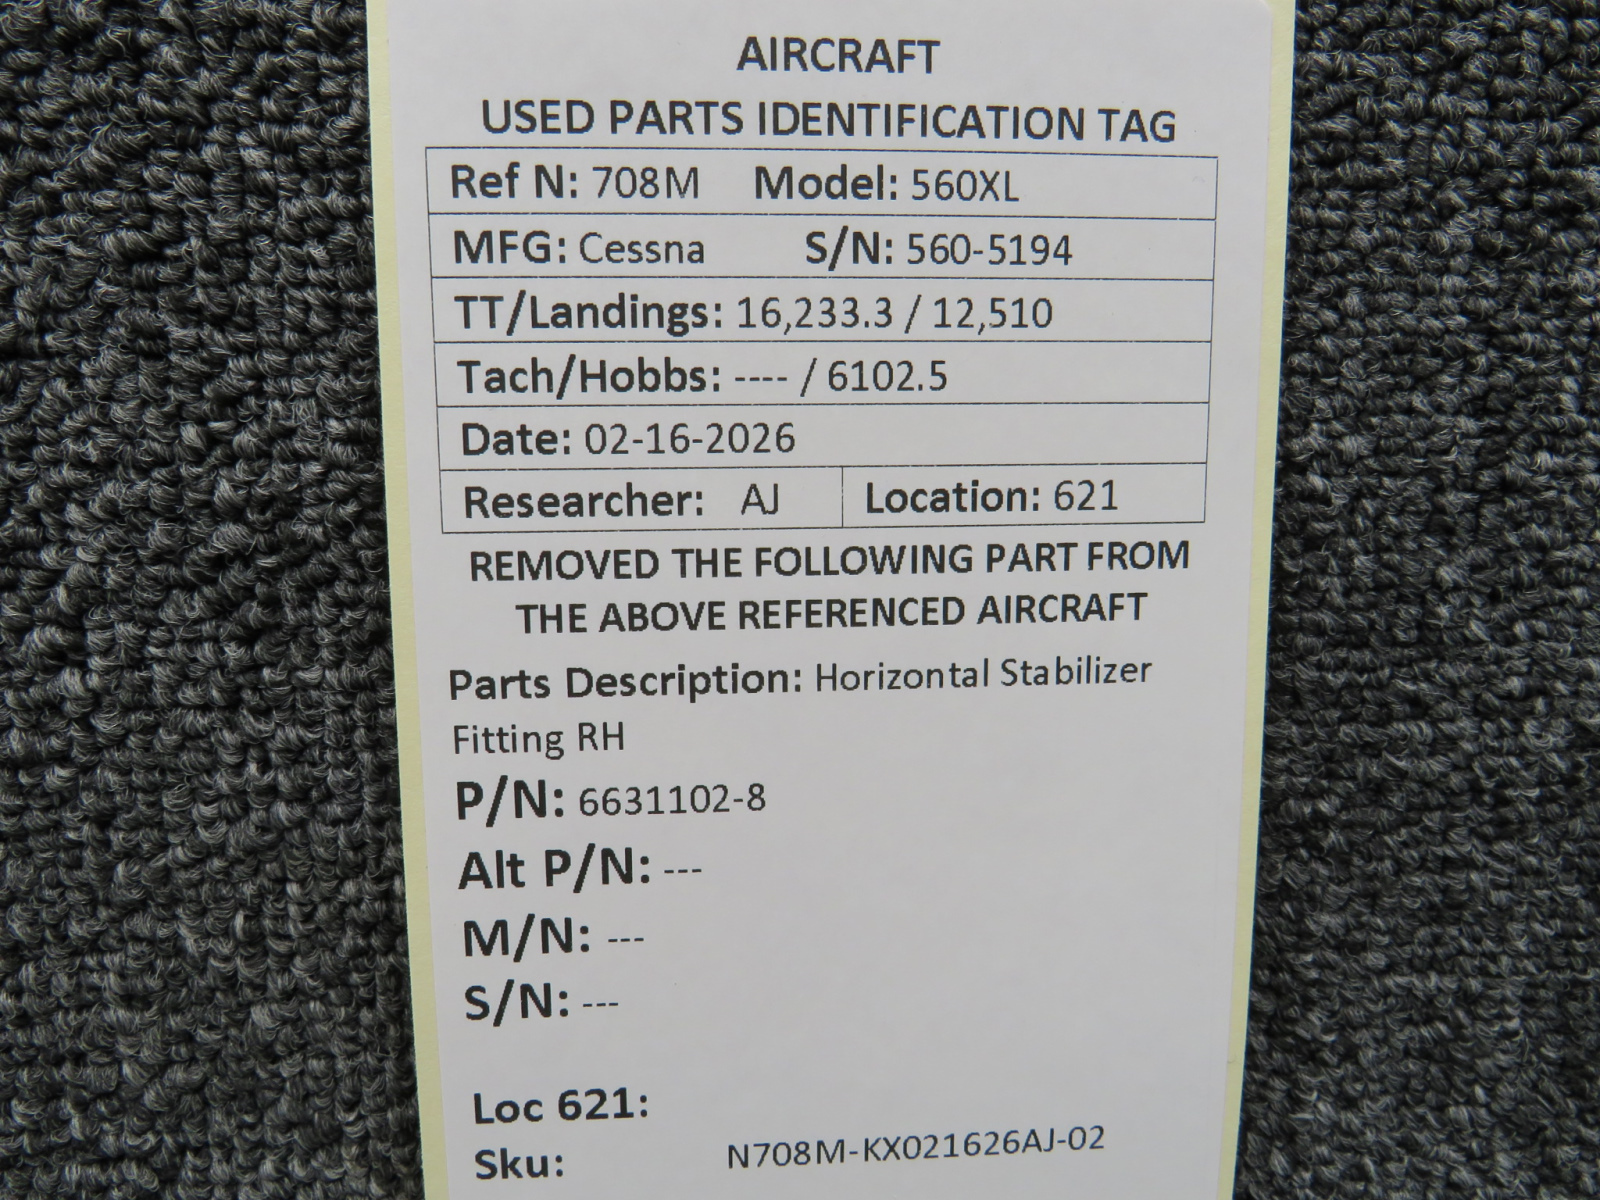 AIRCRAFT
USED PARTS IDENTIFICATION TAG
Ref N: 708M Model: 560XL
MFG: Cessna S/N: 560-5194
TT/Landings: 16,233.3 / 12,510
Tach/Hobbs: ---- / 6102.5
Date: 02-16-2026
Researcher: AJ Location: 621
REMOVED THE FOLLOWING PART FROM
THE ABOVE REFERENCED AIRCRAFT
Parts Description: Horizontal Stabilizer
Fitting RH
P/N: 6631102-8
Alt P/N: ---
M/N: ---
S/N: ---
Loc 621:
Sku: N708M-KX021626AJ-02